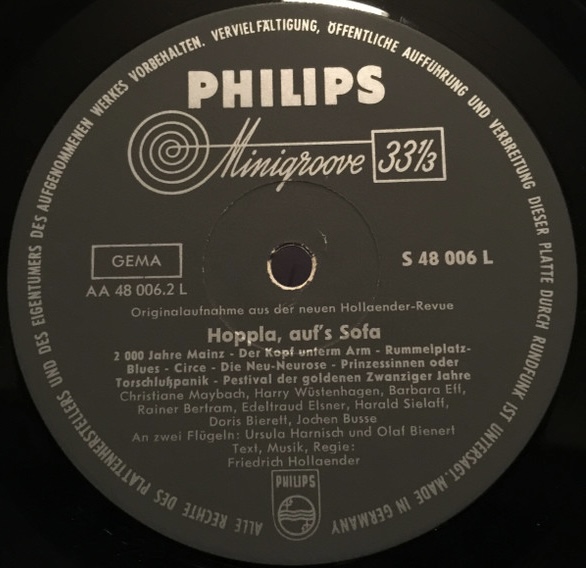 ALLE RECHTE DES PLATTENHERSTELLERS UND DES EIGENTUMERS DES AUFGENOMMENEN WERKES VORBEHALTEN. VERVIELFÄLTIGUNG, ÖFFENTLICHE AUFFUHRUNG UND VERBREITUNG DIESER PLATTE DURCH RUNDFUNK IST UNTERSAGT. MADE IN GERMANY
PHILIPS
Minigroove 33⅓
GEMA
S 48 006 L
AA 48 006.2 L
Originalaufnahme aus der neuen Hollaender-Revue
Hoppla, auf's Sofa
2 000 Jahre Mainz - Der Kopf unterm Arm - Rummelplatz-
Blues - Circe - Die Neu-Neurose - Prinzessinnen oder
Torschlußpanik - Pestival der goldenen Zwanziger Jahre
Christiane Maybach, Harry Wüstenhagen, Barbara Eff,
Rainer Bertram, Edeltraud Elsner, Harald Sielaff,
Doris Bierett, Jochen Busse
An zwei Flügeln: Ursula Harnisch und Olaf Bienert
Text, Musik, Regie:
Friedrich Hollaender
PHILIPS